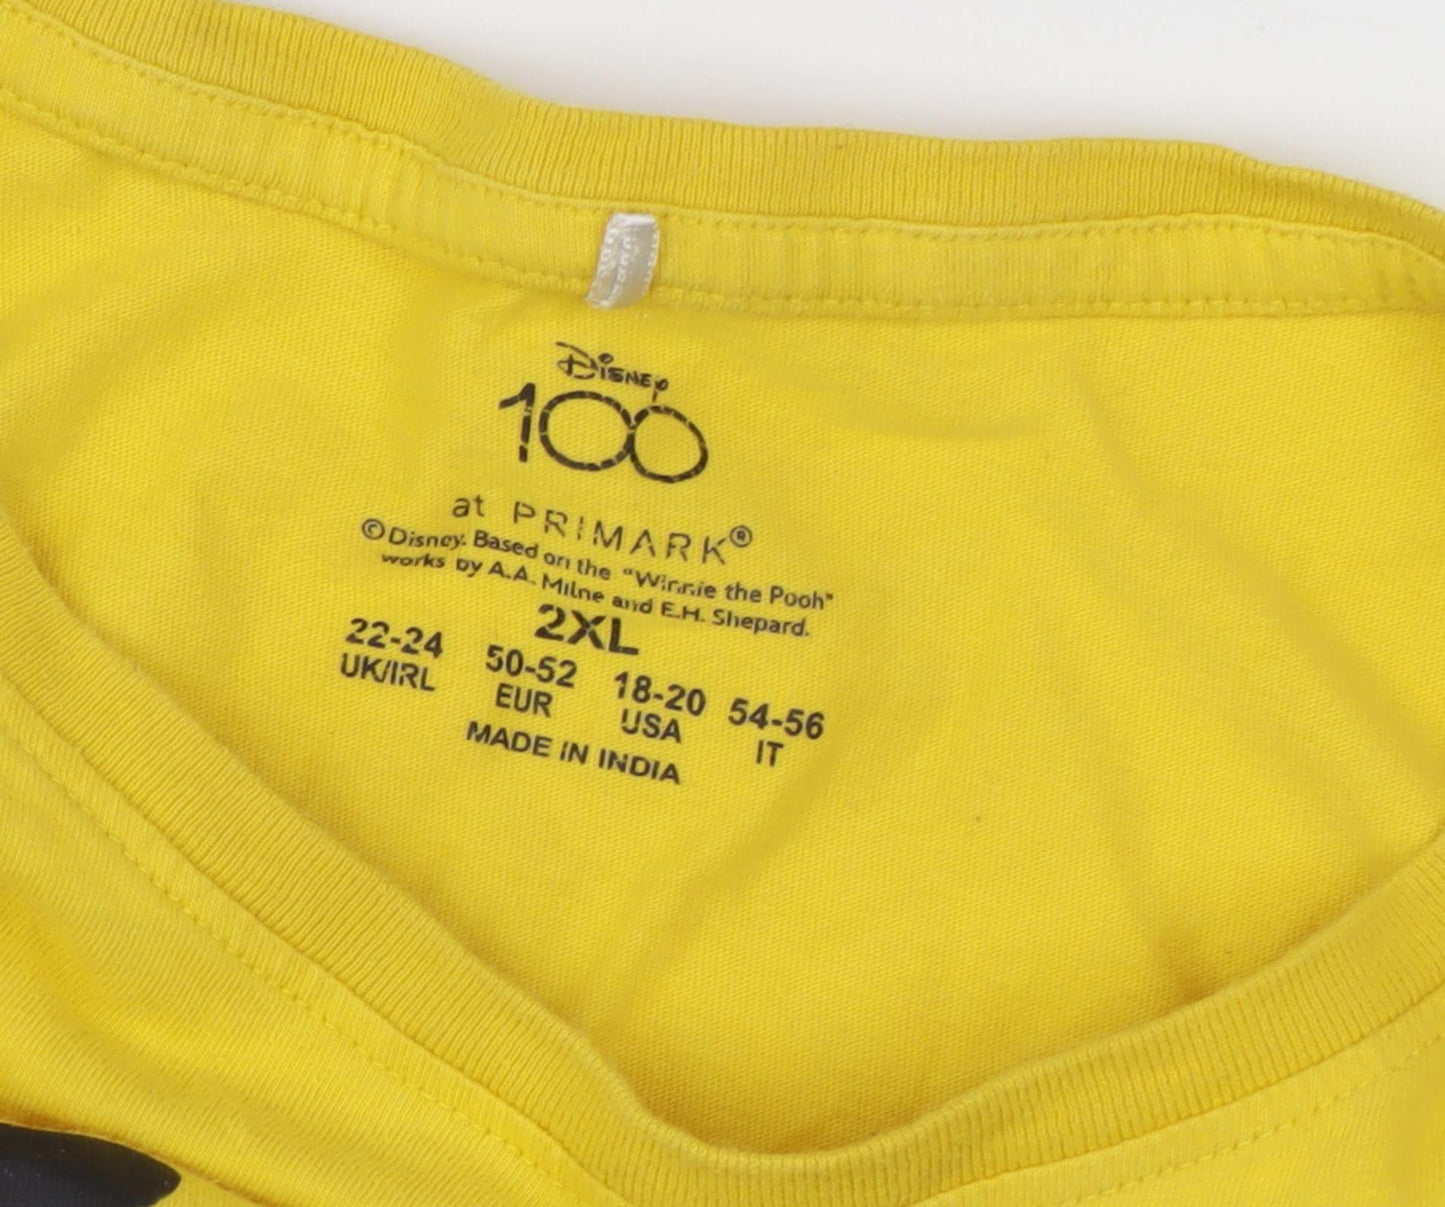 Disney
100
at PRIMARK®
©Disney. Based on the "Winnie the Pooh"
works by A.A. Milne and E.H. Shepard.
2XL
22-24 50-52 18-20 54-56
UK/IRL EUR USA IT
MADE IN INDIA